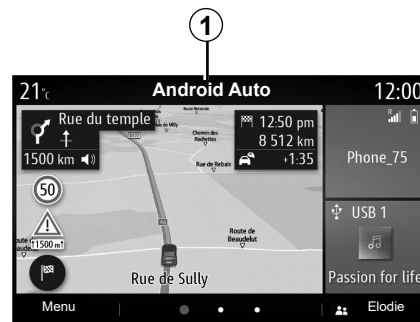 1
21°c
Android Auto
12:00
Rue du temple
1500 km
12:50 pm
8 512 km
+1:35
Chemin des
Rochettes
Rue de Rebais
50
1500 m
Route de
Beaudelut
Rue de Sully
Phone_75
USB 1
Passion for life
Menu
Elodie